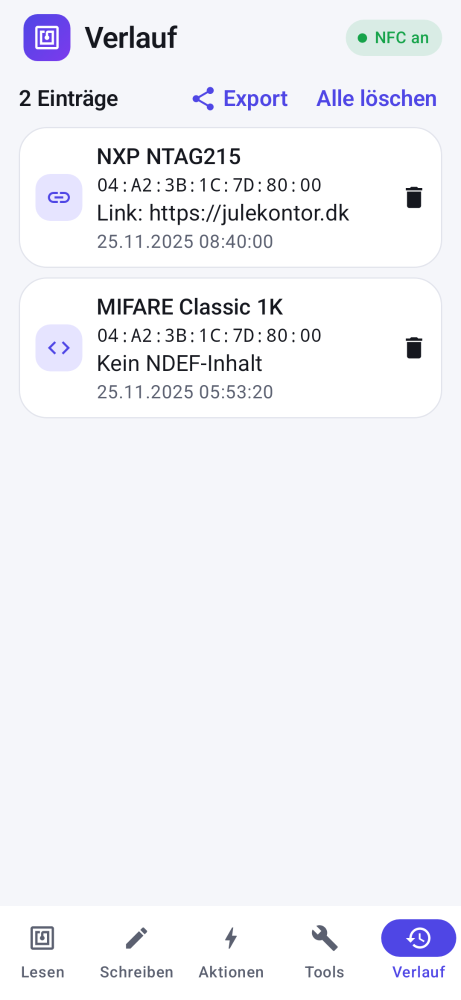 Verlauf
NFC an
2 Einträge
Export
Alle löschen
NXP NTAG215
04:A2:3B:1C:7D:80:00
Link: https://julekontor.dk
25.11.2025 08:40:00
MIFARE Classic 1K
04:A2:3B:1C:7D:80:00
Kein NDEF-Inhalt
25.11.2025 05:53:20
Lesen
Schreiben
Aktionen
Tools
Verlauf